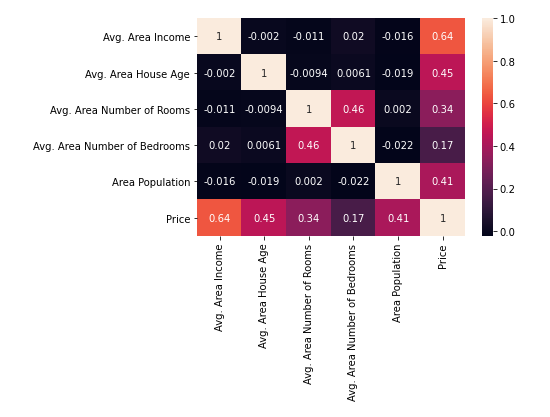 Avg. Area Income 1 -0.002 -0.011 0.02 -0.016 0.64
Avg. Area House Age -0.002 1 -0.0094 0.0061 -0.019 0.45
Avg. Area Number of Rooms -0.011 -0.0094 1 0.46 0.002 0.34
Avg. Area Number of Bedrooms 0.02 0.0061 0.46 1 -0.022 0.17
Area Population -0.016 -0.019 0.002 -0.022 1 0.41
Price 0.64 0.45 0.34 0.17 0.41 1
Avg. Area Income
Avg. Area House Age
Avg. Area Number of Rooms
Avg. Area Number of Bedrooms
Area Population
Price
1.0
0.8
0.6
0.4
0.2
0.0